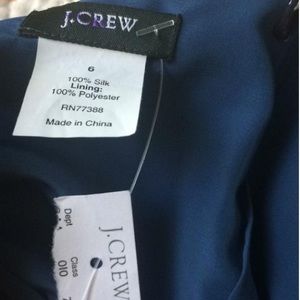 J.CREW
6
100% Silk
Lining:
100% Polyester
RN77388
Made in China
J.CREW
Dept
Class
010